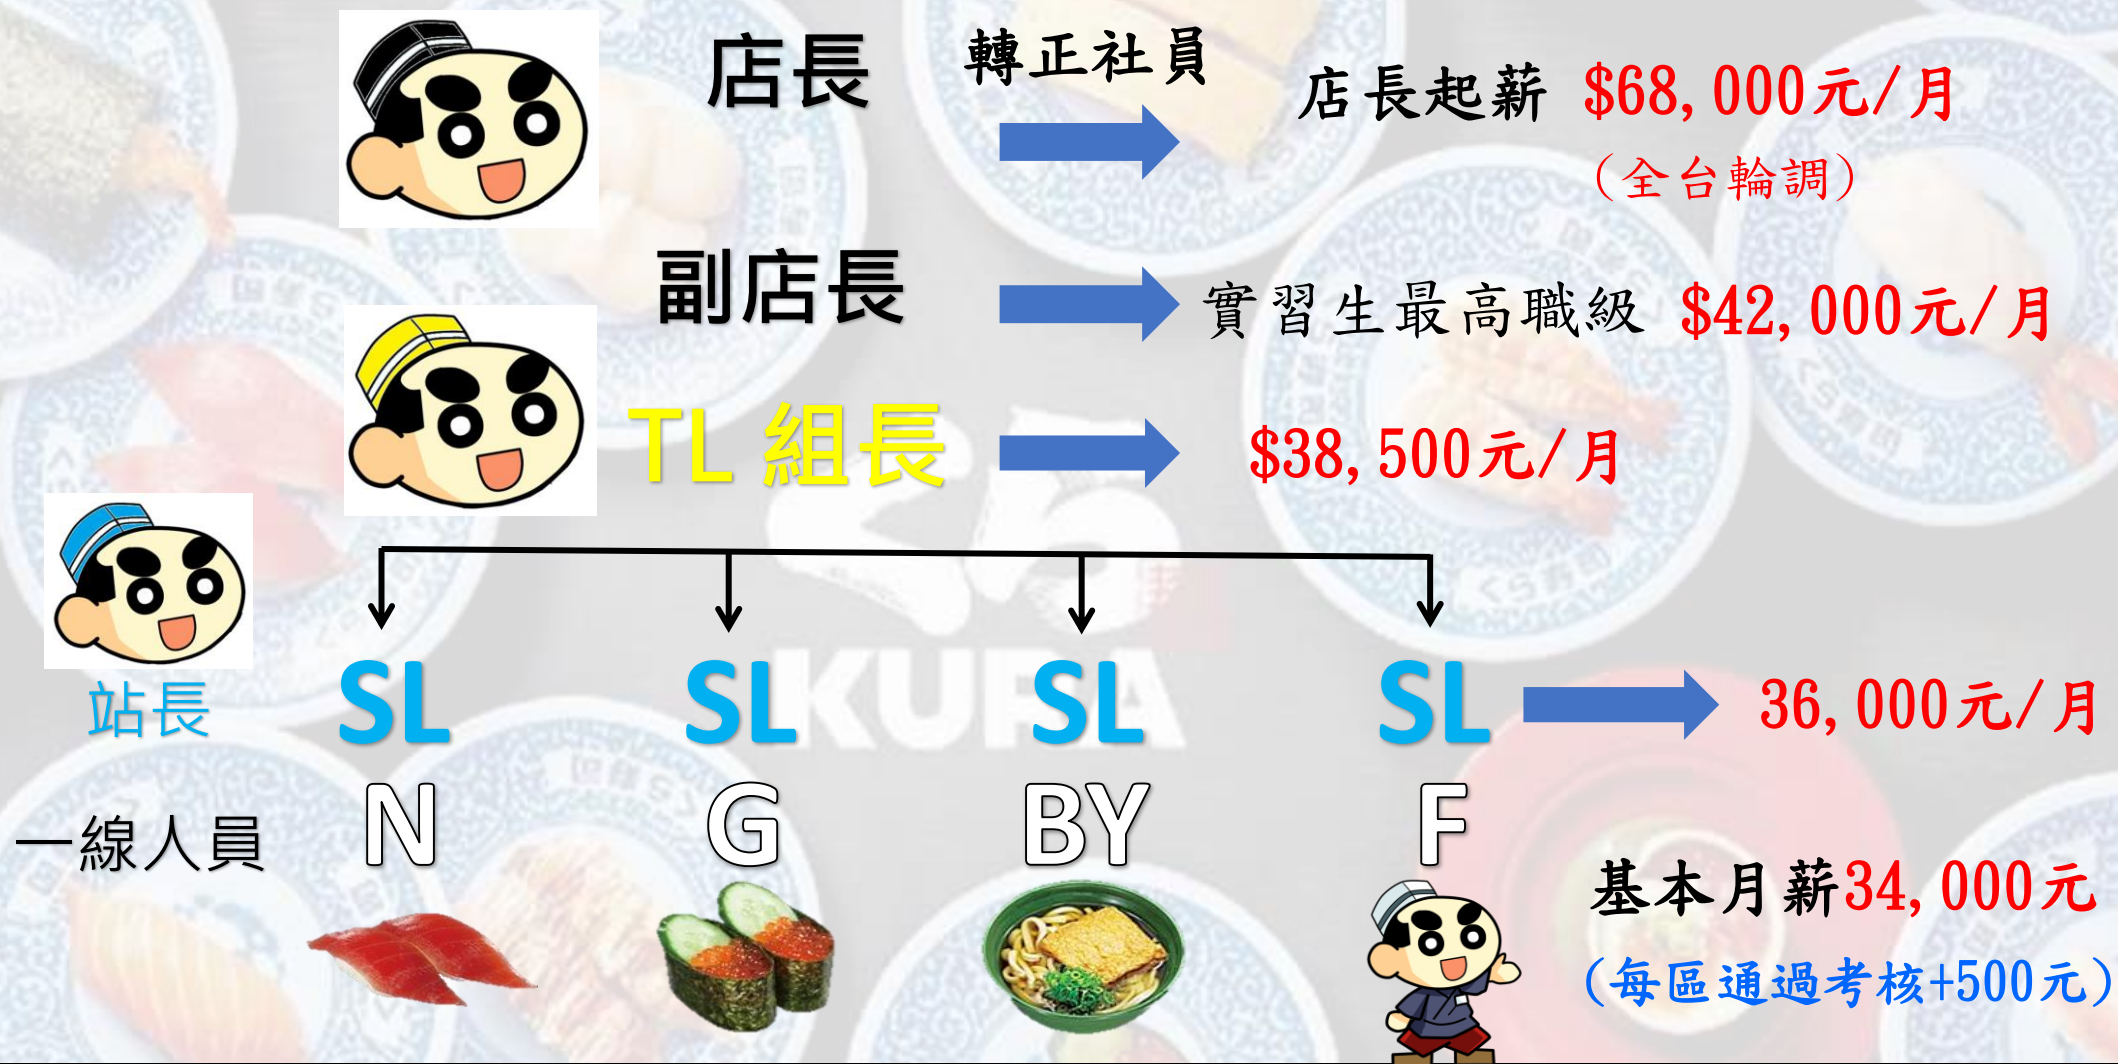 店長
轉正社員
店長起薪 $68,000元/月
(全台輪調)
副店長
實習生最高職級 $42,000元/月
TL 組長
$38,500元/月
くら
KURA
站長
SL SL SL SL
36,000元/月
一線人員
N G BY F
基本月薪34,000元
(每區通過考核+500元)